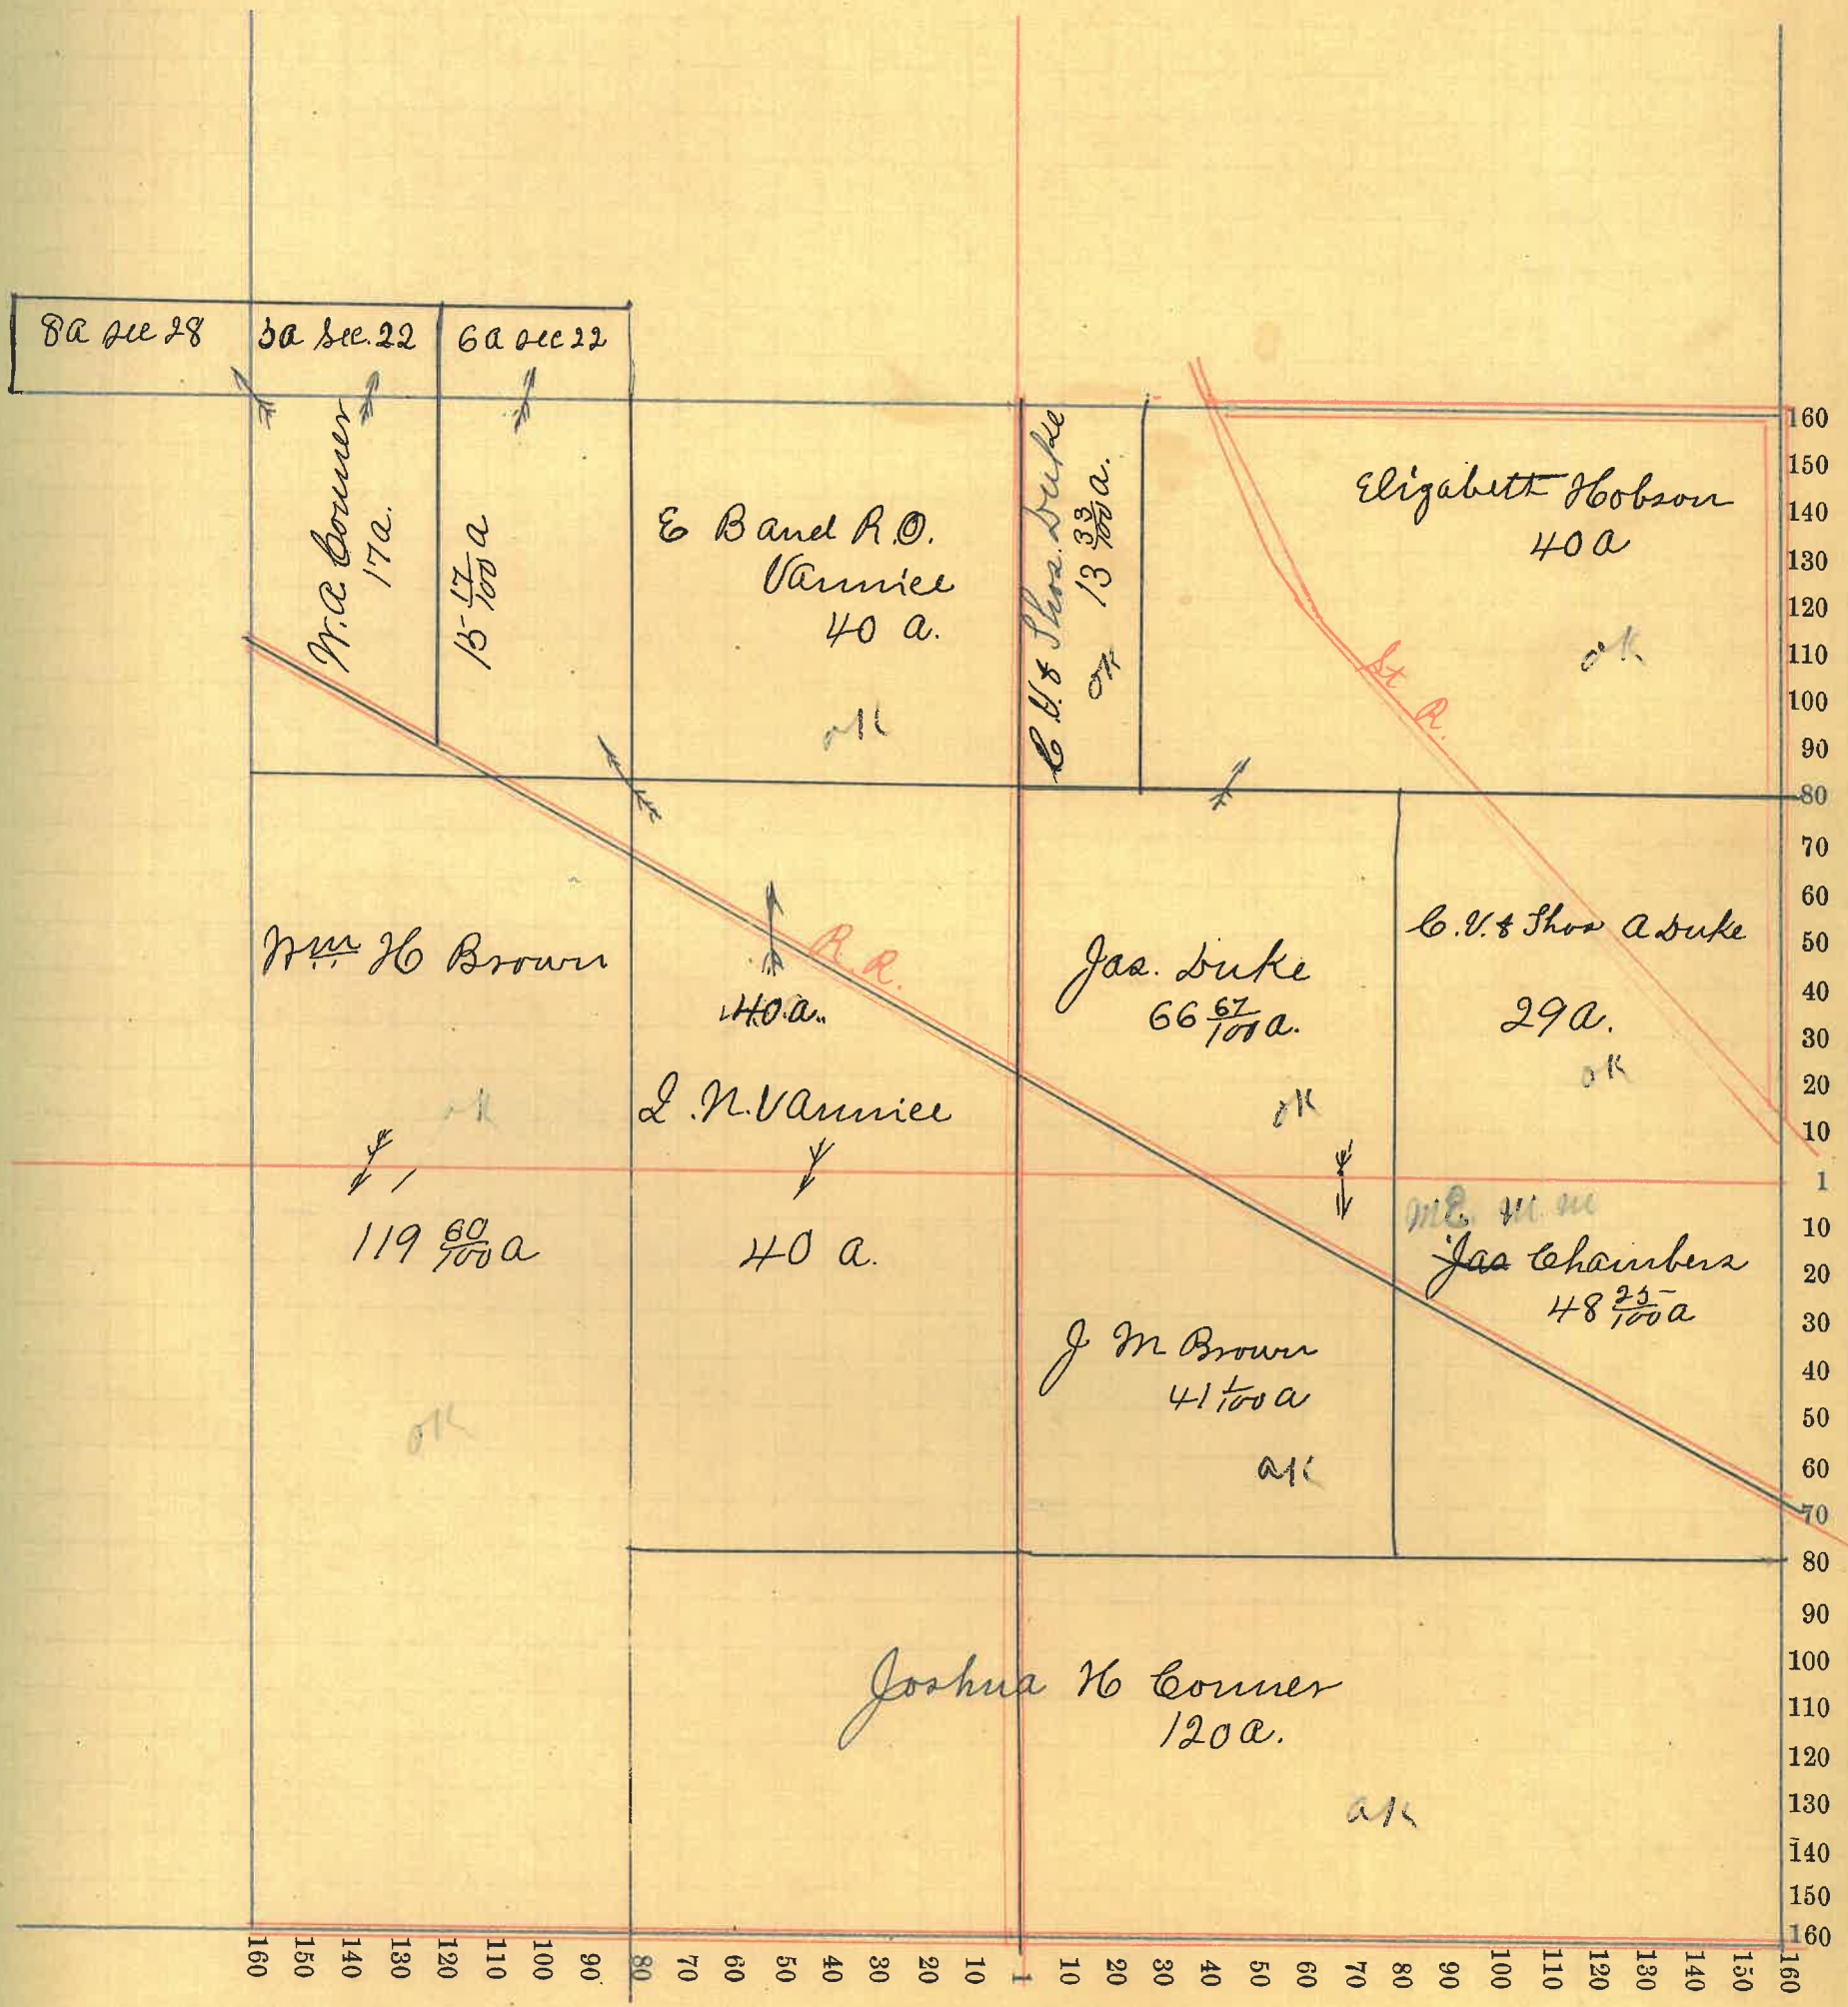 8a sec 28
5a Sec. 22
6a sec 22
W. A. Conner
17a.
15 17/100 a
E B and R. O.
Vannice
40 a.
ok
C. V. & Thos. Duke
13 33/100 a.
ok
Elizabeth Hobson
40 a
ok
St R.
Wm H Brown
ok
119 60/100 a
ok
R. R.
40 a.
I. N. Vannice
40 a.
Jas. Duke
66 67/100 a.
ok
C. V. & Thos A Duke
29 a.
ok
Jas Chambers
48 25/100 a
J M Brown
41 1/100 a
ok
Joshua H Conner
120 a.
ok
160
150
140
130
120
110
100
90
80
70
60
50
40
30
20
10
1
10
20
30
40
50
60
70
80
90
100
110
120
130
140
150
160
160 150 140 130 120 110 100 90 80 70 60 50 40 30 20 10 1 10 20 30 40 50 60 70 80 90 100 110 120 130 140 150 160